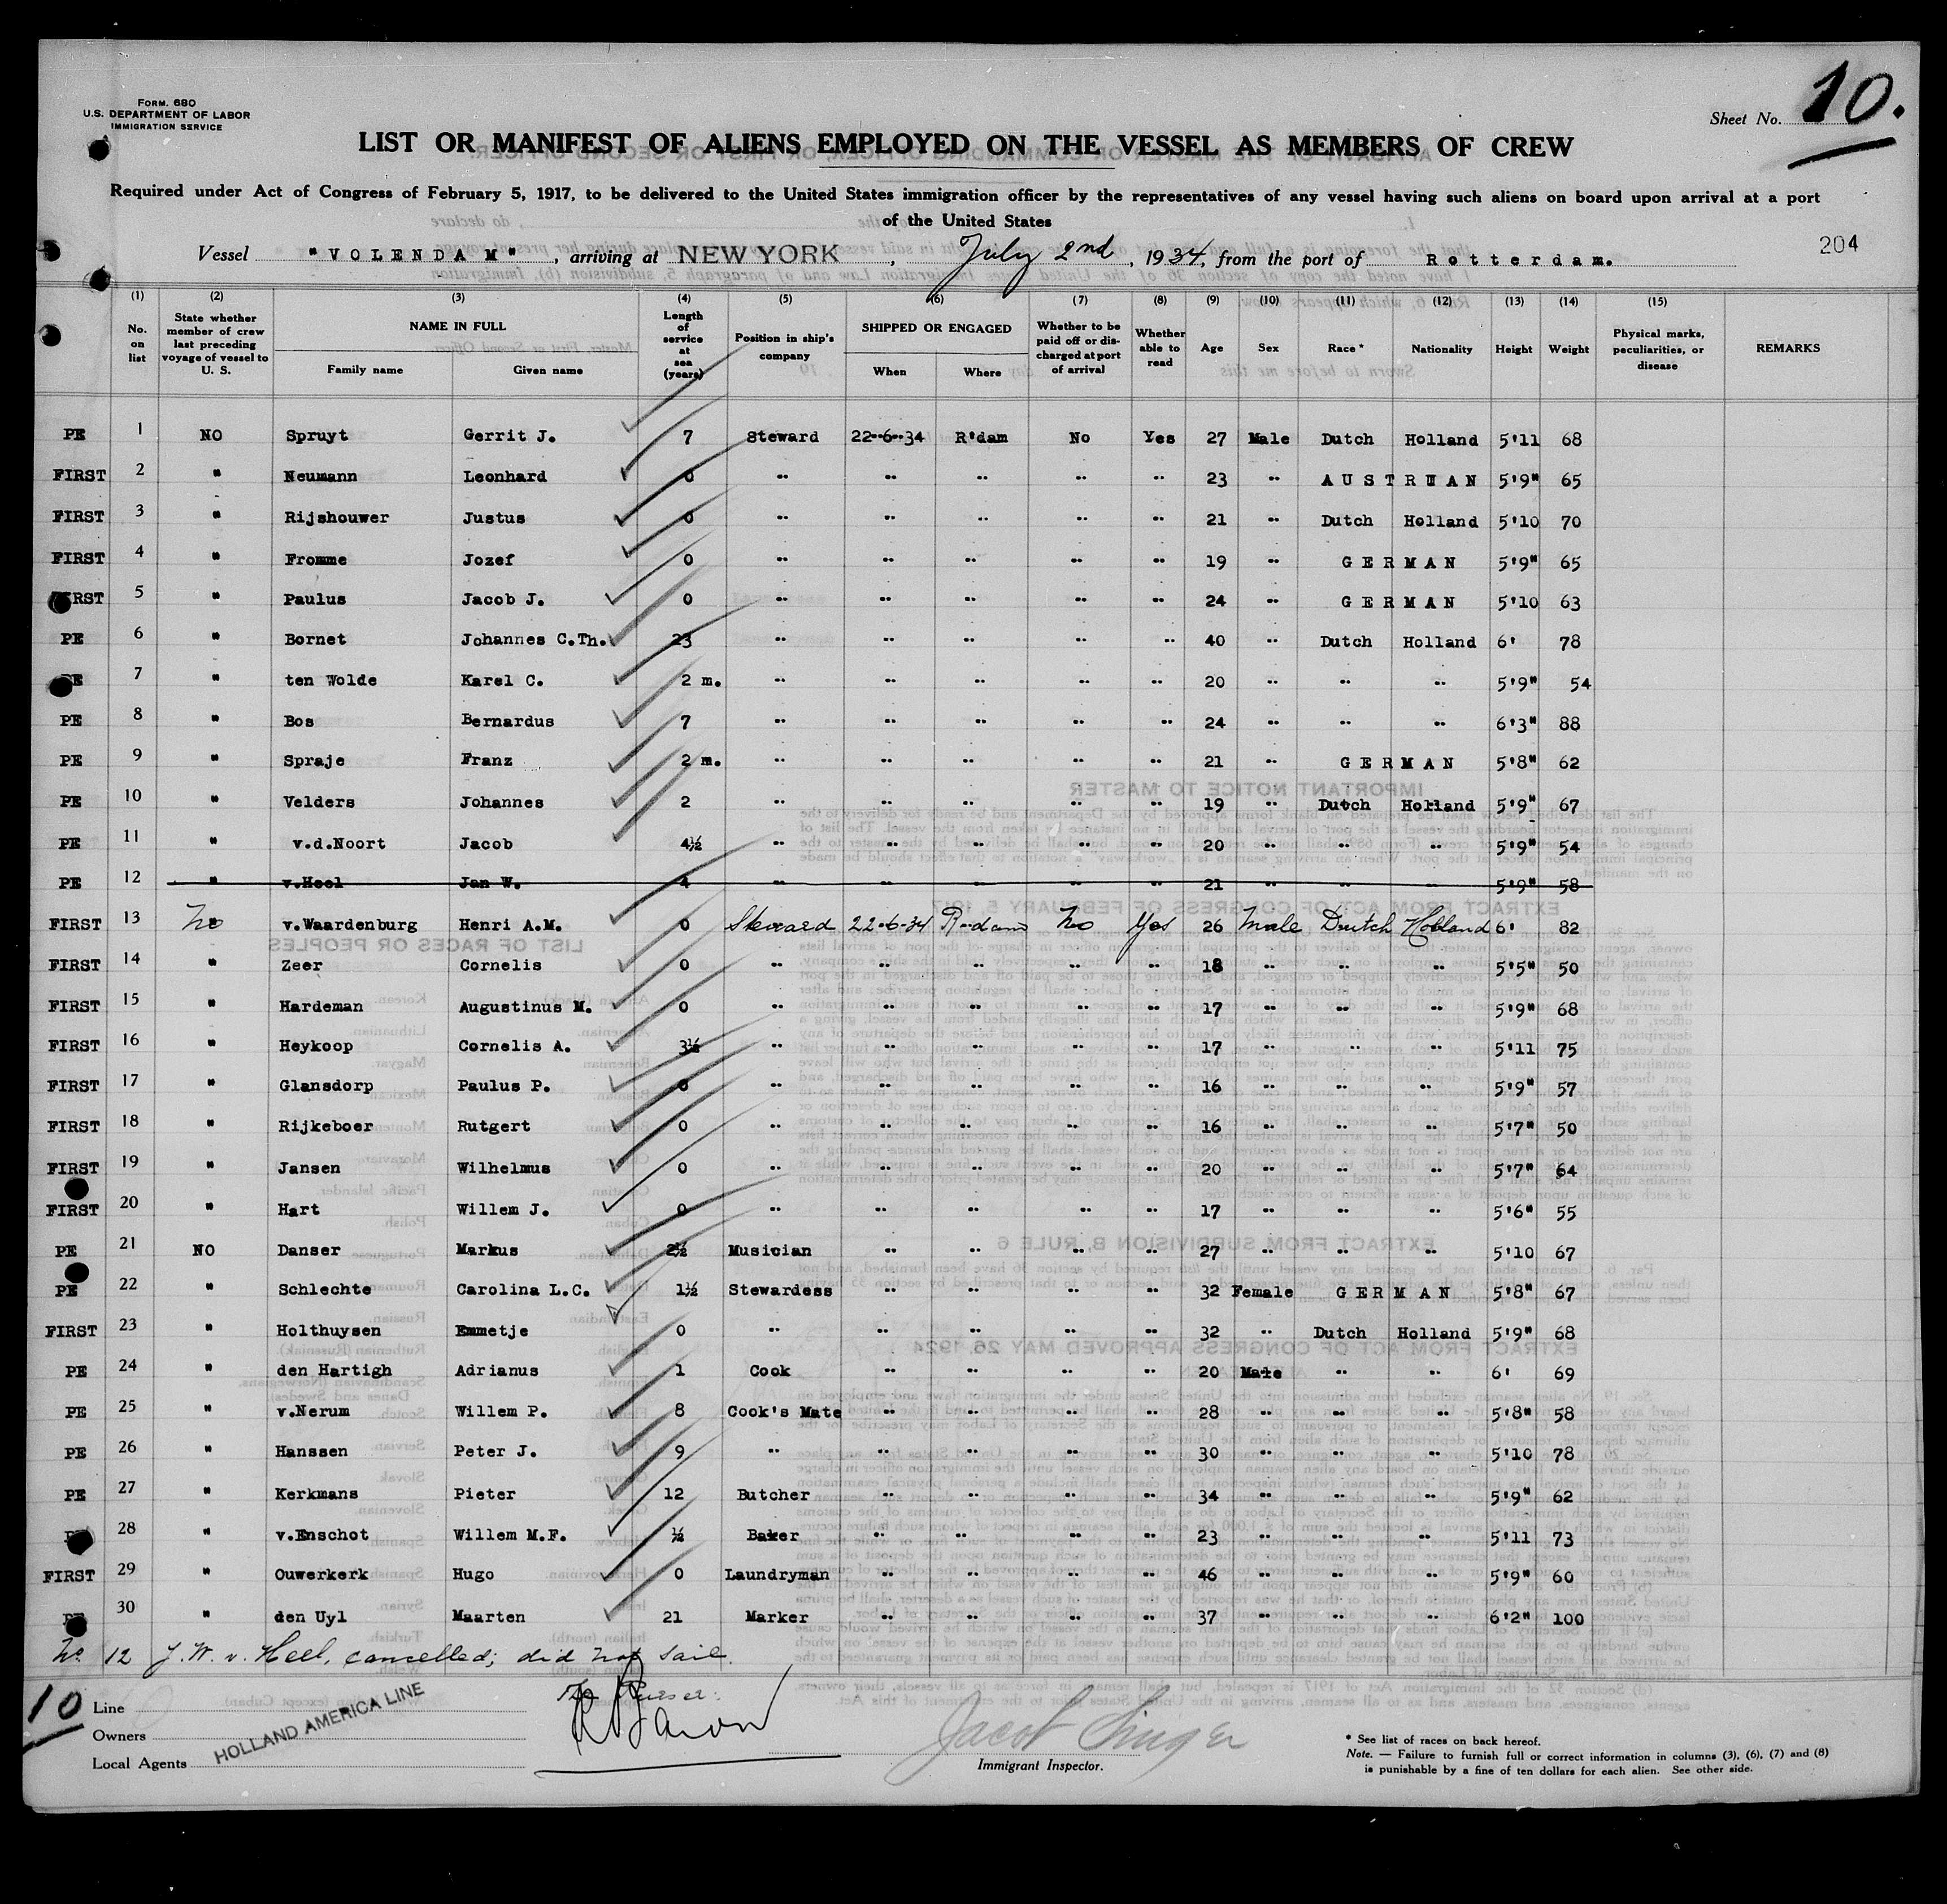 Form. 680
U.S. DEPARTMENT OF LABOR
IMMIGRATION SERVICE
Sheet No. 10.
LIST OR MANIFEST OF ALIENS EMPLOYED ON THE VESSEL AS MEMBERS OF CREW
Required under Act of Congress of February 5, 1917, to be delivered to the United States immigration officer by the representatives of any vessel having such aliens on board upon arrival at a port
of the United States
Vessel "VOLENDAM", arriving at NEW YORK, July 2nd, 1934, from the port of Rotterdam. 204
(1) (2) (3) (4) (5) (6) (7) (8) (9) (10) (11) (12) (13) (14) (15)
No. on list State whether member of crew last preceding voyage of vessel to U. S. NAME IN FULL Family name Given name Length of service at sea (years) Position in ship's company SHIPPED OR ENGAGED When Where Whether to be paid off or discharged at port of arrival Whether able to read Age Sex Race* Nationality Height Weight Physical marks, peculiarities, or disease REMARKS
PE 1 NO Spruyt Gerrit J. 7 Steward 22-6-34 R'dam No Yes 27 Male Dutch Holland 5'11 68
FIRST 2 " Neumann Leonhard 0 " " " " " 23 " AUSTRIAN 5'9" 65
FIRST 3 " Rijshouwer Justus 0 " " " " " 21 " Dutch Holland 5'10 70
FIRST 4 " Fromme Jozef 0 " " " " " 19 " GERMAN 5'9" 65
FIRST 5 " Paulus Jacob J. 0 " " " " " 24 " GERMAN 5'10 63
PE 6 " Bornet Johannes C.Th. 23 " " " " " 40 " Dutch Holland 6' 78
PE 7 " ten Wolde Karel C. 2 m. " " " " " 20 " " " 5'9" 54
PE 8 " Bos Bernardus 7 " " " " " 24 " " " 6'3" 88
PE 9 " Spraje Franz 2 m. " " " " " 21 " GERMAN 5'8" 62
PE 10 " Velders Johannes 2 " " " " " 19 " Dutch Holland 5'9" 67
PE 11 " v.d.Noort Jacob 4½ " " " " " 20 " " " 5'9" 54
PE 12 " v.Heel Jan W. 4 " " " " " 21 " " " 5'9" 58
FIRST 13 No v.Waardenburg Henri A.M. 0 Steward 22-6-34 R-dam No Yes 26 Male Dutch Holland 6' 82
FIRST 14 " Zeer Cornelis 0 " " " " " 18 " " " 5'5" 50
FIRST 15 " Hardeman Augustinus M. 0 " " " " " 17 " " " 5'9" 68
FIRST 16 " Heykoop Cornelis A. 3½ " " " " " 17 " " " 5'11 75
FIRST 17 " Glansdorp Paulus P. 0 " " " " " 16 " " " 5'9" 57
FIRST 18 " Rijkeboer Rutgert 0 " " " " " 16 " " " 5'7" 50
FIRST 19 " Jansen Wilhelmus 0 " " " " " 20 " " " 5'7" 64
FIRST 20 " Hart Willem J. 0 " " " " " 17 " " " 5'6" 55
PE 21 NO Danser Markus 2½ Musician " " " " 27 " " " 5'10 67
PE 22 " Schlechte Carolina L.C. 1½ Stewardess " " " " 32 Female GERMAN 5'8" 67
FIRST 23 " Holthuysen Emmetje 0 " " " " " 32 " Dutch Holland 5'9" 68
PE 24 " den Hartigh Adrianus 1 Cook " " " " 20 Male " " 6' 69
PE 25 " v.Nerum Willem P. 8 Cook's Mate " " " " 28 " " " 5'8" 58
PE 26 " Hanssen Peter J. 9 " " " " " 30 " " " 5'10 78
PE 27 " Kerkmans Pieter 12 Butcher " " " " 34 " " " 5'9" 62
28 " v.Enschot Willem M.F. ½ Baker " " " " 23 " " " 5'11 73
FIRST 29 " Ouwerkerk Hugo 0 Laundryman " " " " 46 " " " 5'9" 60
30 " den Uyl Maarten 21 Marker " " " " 37 " " " 6'2" 100
No. 12 J. W. v. Heel, cancelled; did not sail.
10 Line
Owners
Local Agents
HOLLAND AMERICA LINE
The Purser:
Jacob Singer
Immigrant Inspector.
* See list of races on back hereof.
Note. — Failure to furnish full or correct information in columns (3), (6), (7) and (8)
is punishable by a fine of ten dollars for each alien. See other side.